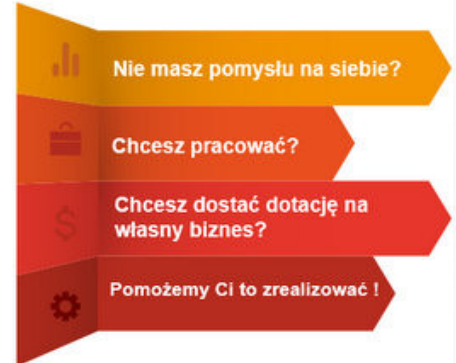 Nie masz pomysłu na siebie?
Chcesz pracować?
Chcesz dostać dotację na
własny biznes?
Pomożemy Ci to zrealizować !